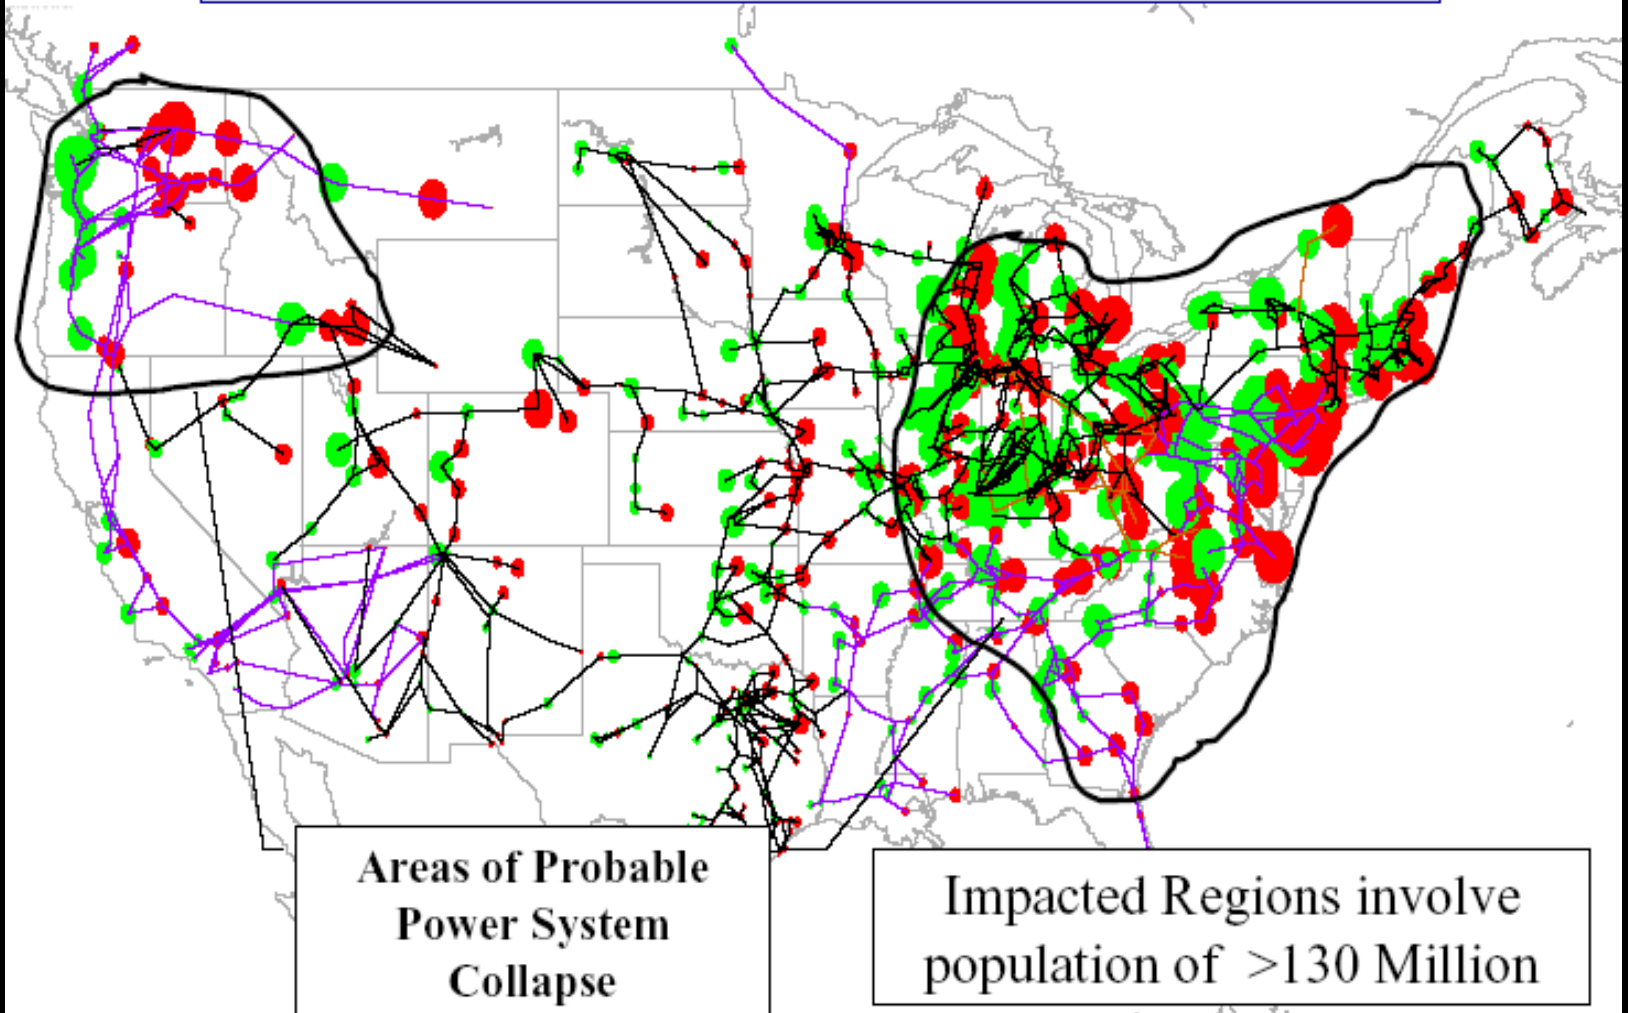 Areas of Probable
Power System
Collapse
Impacted Regions involve
population of >130 Million